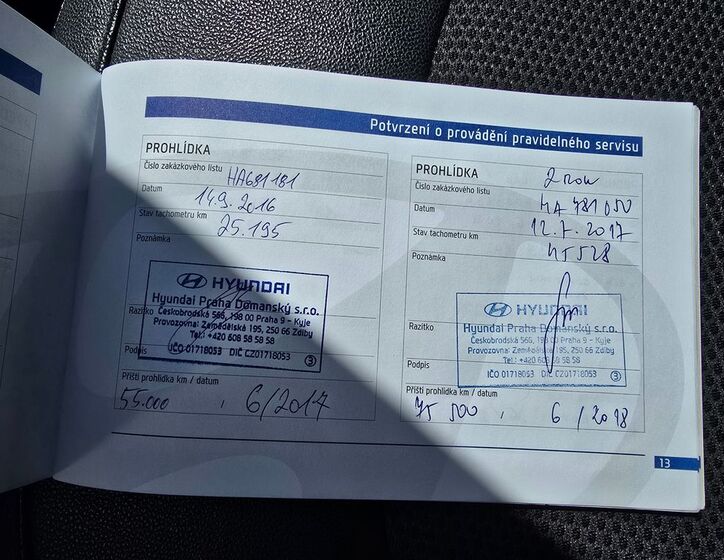 Potvrzení o provádění pravidelného servisu
PROHLÍDKA
Číslo zakázkového listu HA681181
Datum 14.9.2016
Stav tachometru km 25.195
Poznámka
HYUNDAI
Hyundai Praha Domanský s.r.o.
Českobrodská 566, 198 00 Praha 9 - Kyje
Provozovna: Zemědělská 195, 250 66 Zdiby
Tel.: +420 608 58 58 58
IČO 01718053 DIČ CZ01718053 3
Razítko
Podpis
Příští prohlídka km / datum
55.000 , 6/2017
PROHLÍDKA 2 rok
Číslo zakázkového listu HA781050
Datum 12.7.2017
Stav tachometru km 45528
Poznámka
HYUNDAI
Hyundai Praha Domanský s.r.o.
Českobrodská 566, 198 00 Praha 9 - Kyje
Provozovna: Zemědělská 195, 250 66 Zdiby
Tel.: +420 608 58 58 58
IČO 01718053 DIČ CZ01718053 3
Razítko
Podpis
Příští prohlídka km / datum
75 500 , 6 / 2018
13